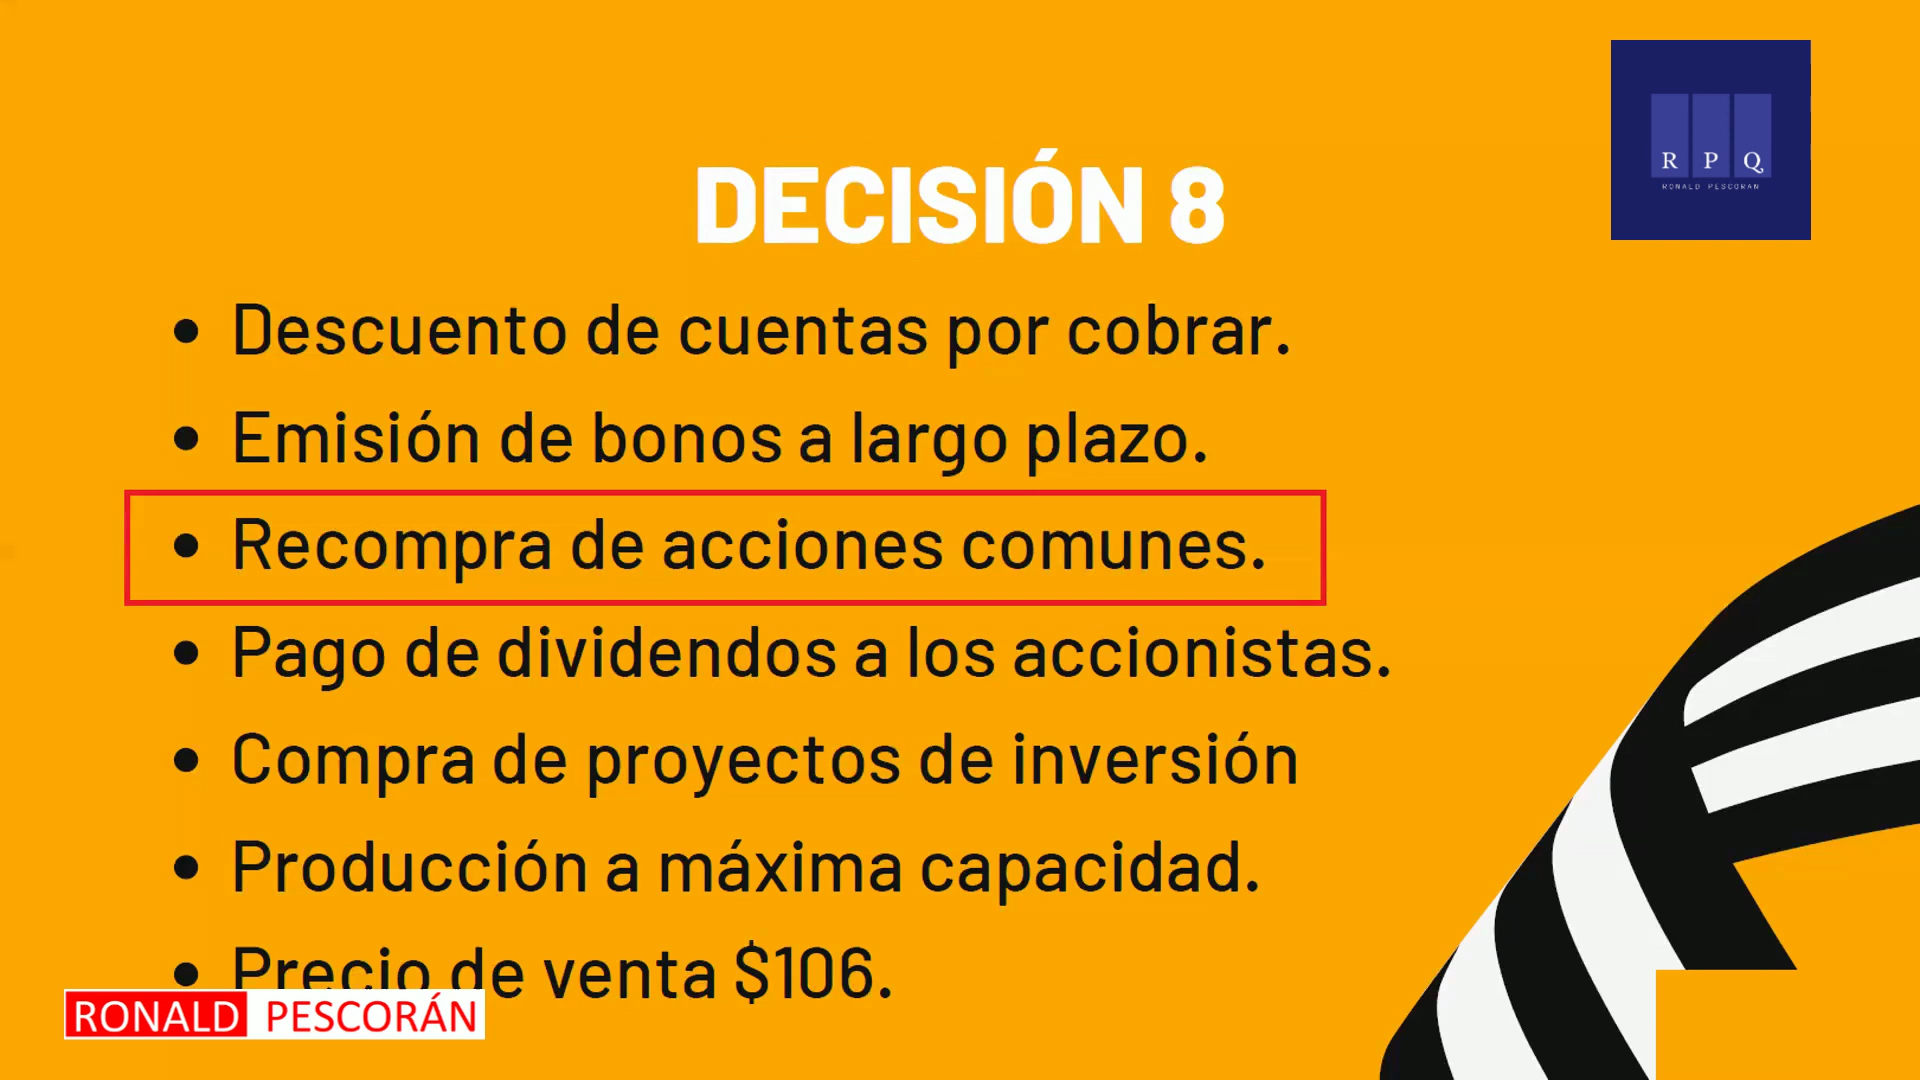 R P Q
RONALD PESCORAN
DECISIÓN 8
• Descuento de cuentas por cobrar.
• Emisión de bonos a largo plazo.
• Recompra de acciones comunes.
• Pago de dividendos a los accionistas.
• Compra de proyectos de inversión
• Producción a máxima capacidad.
• Precio de venta $106.
RONALD PESCORÁN